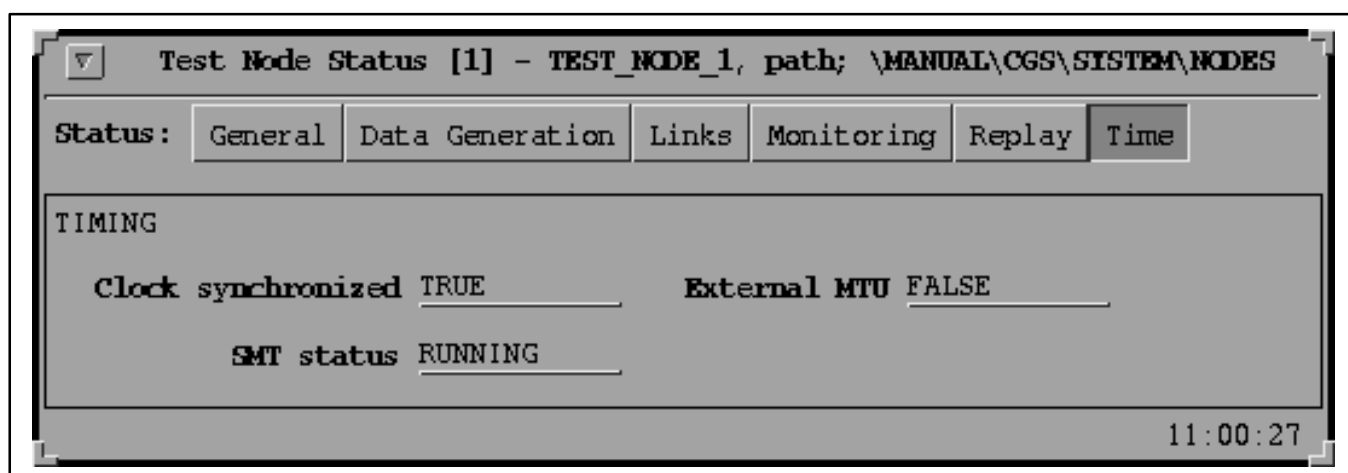 Test Node Status [1] - TEST_NODE_1, path; \MANUAL\CGS\SYSTEM\NODES
Status: General Data Generation Links Monitoring Replay Time
TIMING
Clock synchronized TRUE External MTU FALSE
SMT status RUNNING
11:00:27